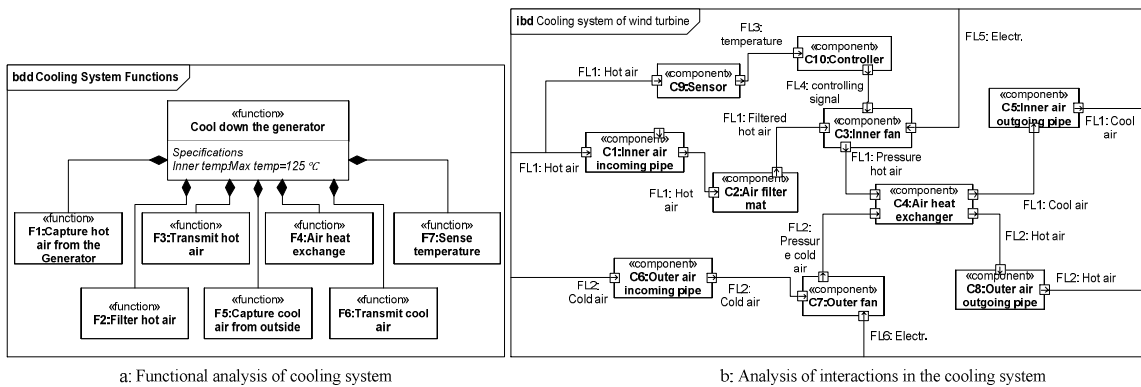 bdd Cooling System Functions
«function»
Cool down the generator
Specifications
Inner temp:Max temp=125 ℃
«function»
F1:Capture hot
air from the
Generator
«function»
F3:Transmit hot
air
«function»
F4:Air heat
exchange
«function»
F7:Sense
temperature
«function»
F2:Filter hot air
«function»
F5:Capture cool
air from outside
«function»
F6:Transmit cool
air
a: Functional analysis of cooling system
ibd Cooling system of wind turbine
FL3:
temperature
«component»
C10:Controller
FL5: Electr.
FL1: Hot air
«component»
C9:Sensor
FL4: controlling
signal
«component»
C5:Inner air
outgoing pipe
FL1: Cool
air
FL1: Filtered
hot air
«component»
C3:Inner fan
«component»
C1:Inner air
incoming pipe
FL1: Hot air
FL1: Hot
air
«component»
C2:Air filter
mat
FL1: Pressure
hot air
«component»
C4:Air heat
exchanger
FL1: Cool air
FL2:
Pressur
e cold
air
FL2: Hot air
«component»
C6:Outer air
incoming pipe
FL2:
Cold air
FL2:
Cold air
«component»
C7:Outer fan
«component»
C8:Outer air
outgoing pipe
FL2: Hot
air
FL6: Electr.
b: Analysis of interactions in the cooling system